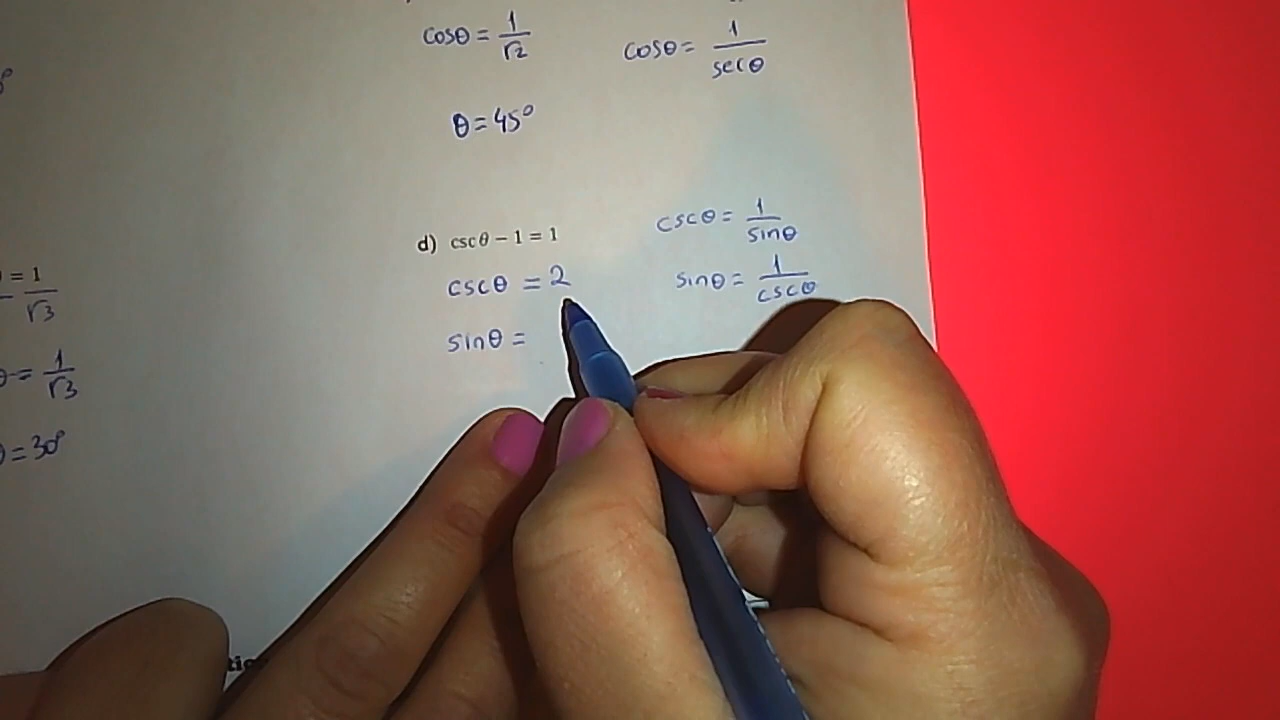 cosθ = 1/√2
cosθ = 1/secθ
θ = 45°
d) cscθ − 1 = 1
cscθ = 1/sinθ
cscθ = 2
sinθ = 1/cscθ
sinθ =
= 1
1/√3
= 1/√3
= 30°